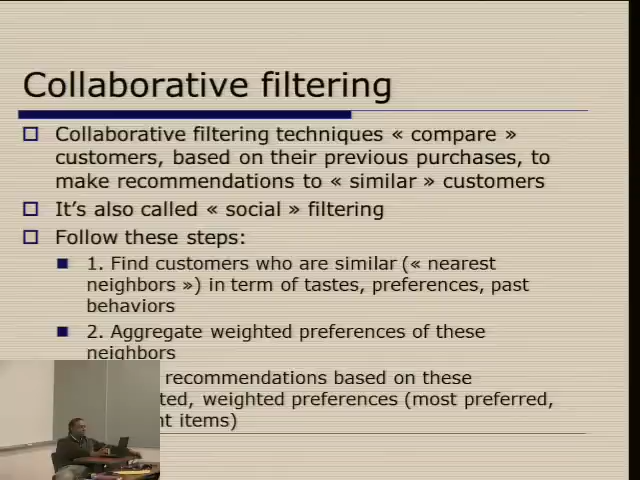 Collaborative filtering
Collaborative filtering techniques « compare »
customers, based on their previous purchases, to
make recommendations to « similar » customers
It's also called « social » filtering
Follow these steps:
1. Find customers who are similar (« nearest
neighbors ») in term of tastes, preferences, past
behaviors
2. Aggregate weighted preferences of these
neighbors
recommendations based on these
weighted preferences (most preferred,
items)